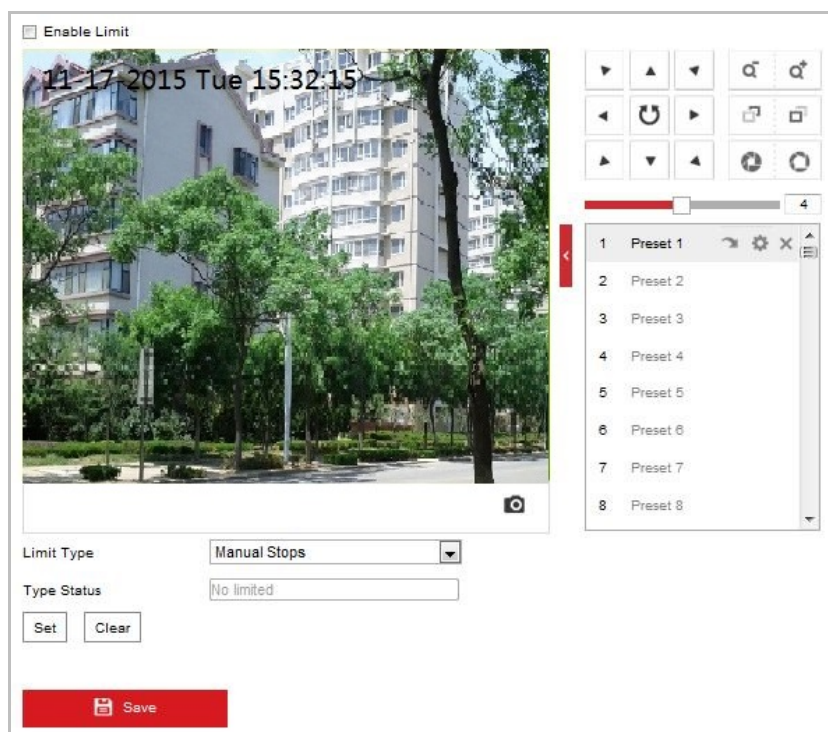 Enable Limit
11-17-2015 Tue 15:32:15
4
1 Preset 1
2 Preset 2
3 Preset 3
4 Preset 4
5 Preset 5
6 Preset 6
7 Preset 7
8 Preset 8
Limit Type Manual Stops
Type Status No limited
Set Clear
Save